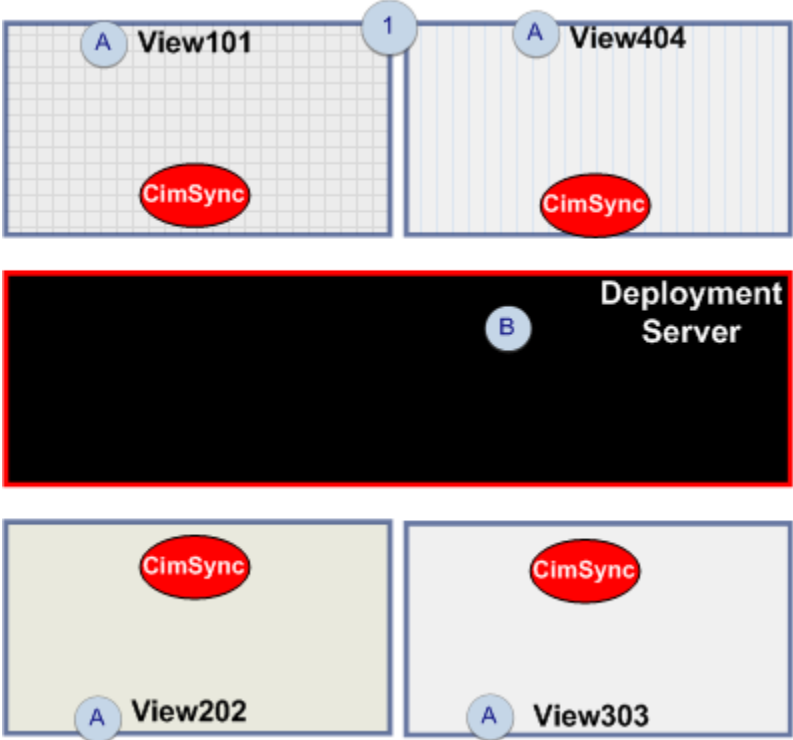 A View101
1
A View404
CimSync
CimSync
Deployment
Server
B
CimSync
CimSync
A View202
A View303